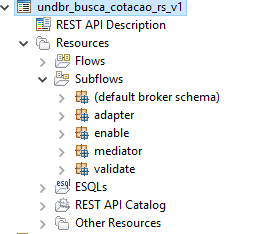 undbr_busca_cotacao_rs_v1
REST API Description
Resources
Flows
Subflows
(default broker schema)
adapter
enable
mediator
validate
esql ESQLs
REST API Catalog
Other Resources